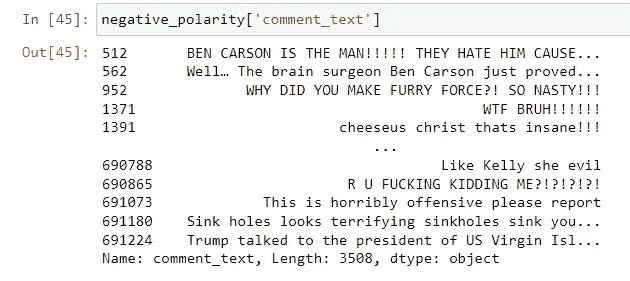 In [45]: negative_polarity['comment_text']
Out[45]: 512 BEN CARSON IS THE MAN!!!!! THEY HATE HIM CAUSE...
562 Well… The brain surgeon Ben Carson just proved...
952 WHY DID YOU MAKE FURRY FORCE?! SO NASTY!!!
1371 WTF BRUH!!!!!!
1391 cheeseus christ thats insane!!!
...
690788 Like Kelly she evil
690865 R U FUCKING KIDDING ME?!?!?!?!
691073 This is horribly offensive please report
691180 Sink holes looks terrifying sinkholes sink you...
691224 Trump talked to the president of US Virgin Isl...
Name: comment_text, Length: 3508, dtype: object